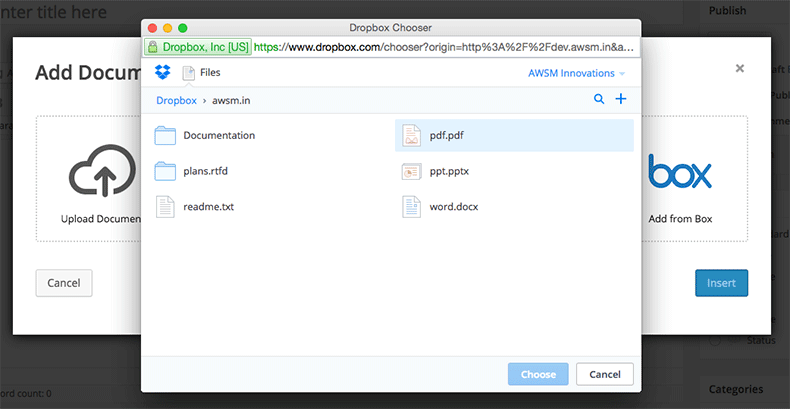 Dropbox Chooser
Dropbox, Inc [US] https://www.dropbox.com/chooser?origin=http%3A%2F%2Fdev.awsm.in&a...
Files
AWSM Innovations
Dropbox › awsm.in
Documentation
pdf.pdf
plans.rtfd
ppt.pptx
readme.txt
word.docx
Choose
Cancel
nter title here
Publish
Add Docum
×
Upload Documen
box
Add from Box
Cancel
Insert
Status
ord count: 0
Categories